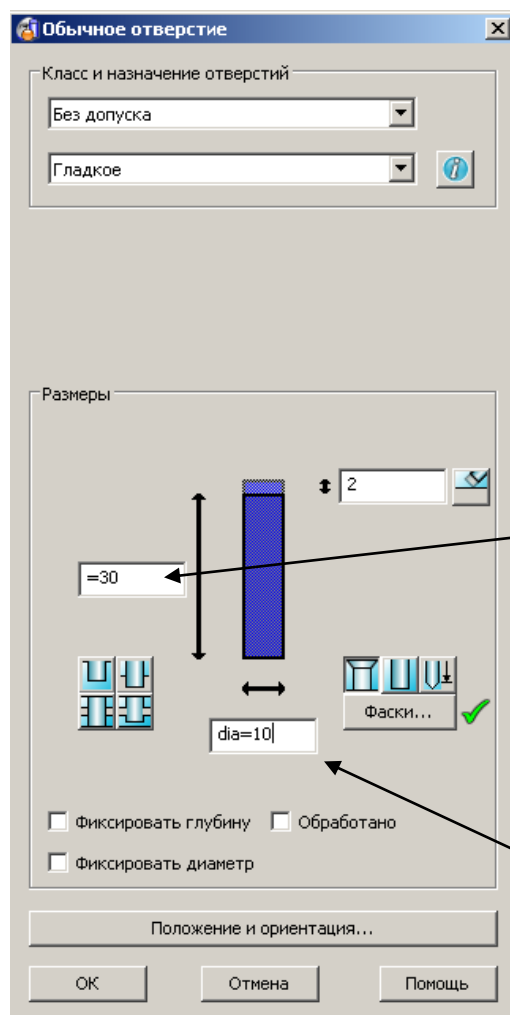 Обычное отверстие
Класс и назначение отверстий
Без допуска
Гладкое
Размеры
2
=30
Фаски...
dia=10
Фиксировать глубину Обработано
Фиксировать диаметр
Положение и ориентация...
ОК Отмена Помощь